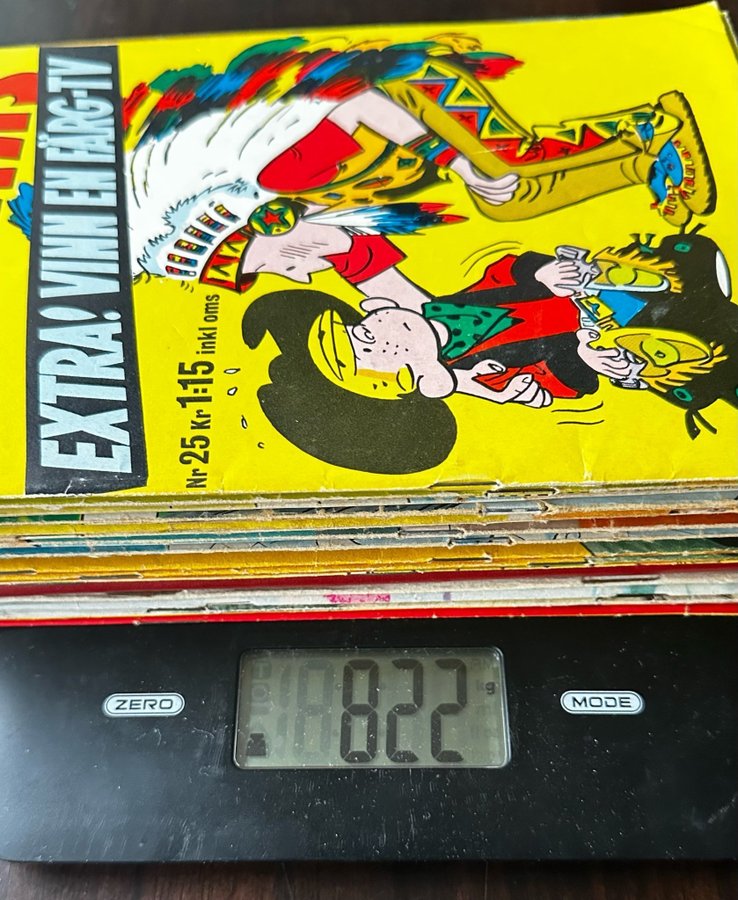 EXTRA! VINN EN FÄRG-TV
Nr 25 Kr 1:15 inkl oms
ZERO
822
g
MODE